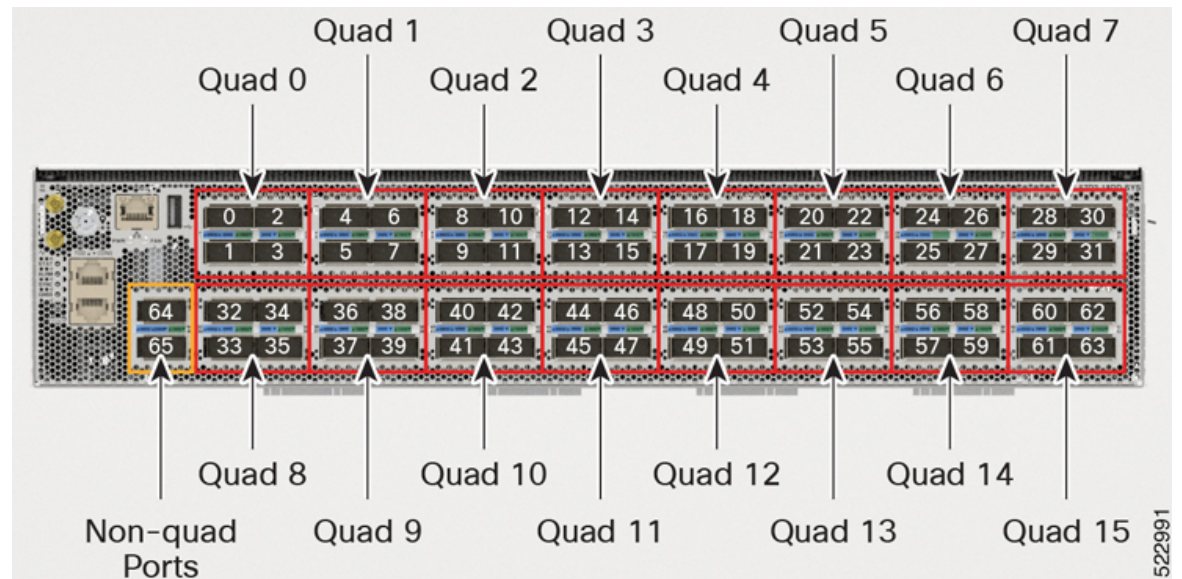 Quad 1 Quad 3 Quad 5 Quad 7
Quad 0 Quad 2 Quad 4 Quad 6
0 2 4 6 8 10 12 14 16 18 20 22 24 26 28 30
1 3 5 7 9 11 13 15 17 19 21 23 25 27 29 31
64 32 34 36 38 40 42 44 46 48 50 52 54 56 58 60 62
65 33 35 37 39 41 43 45 47 49 51 53 55 57 59 61 63
Quad 8 Quad 10 Quad 12 Quad 14
Non-quad Quad 9 Quad 11 Quad 13 Quad 15
Ports
522991